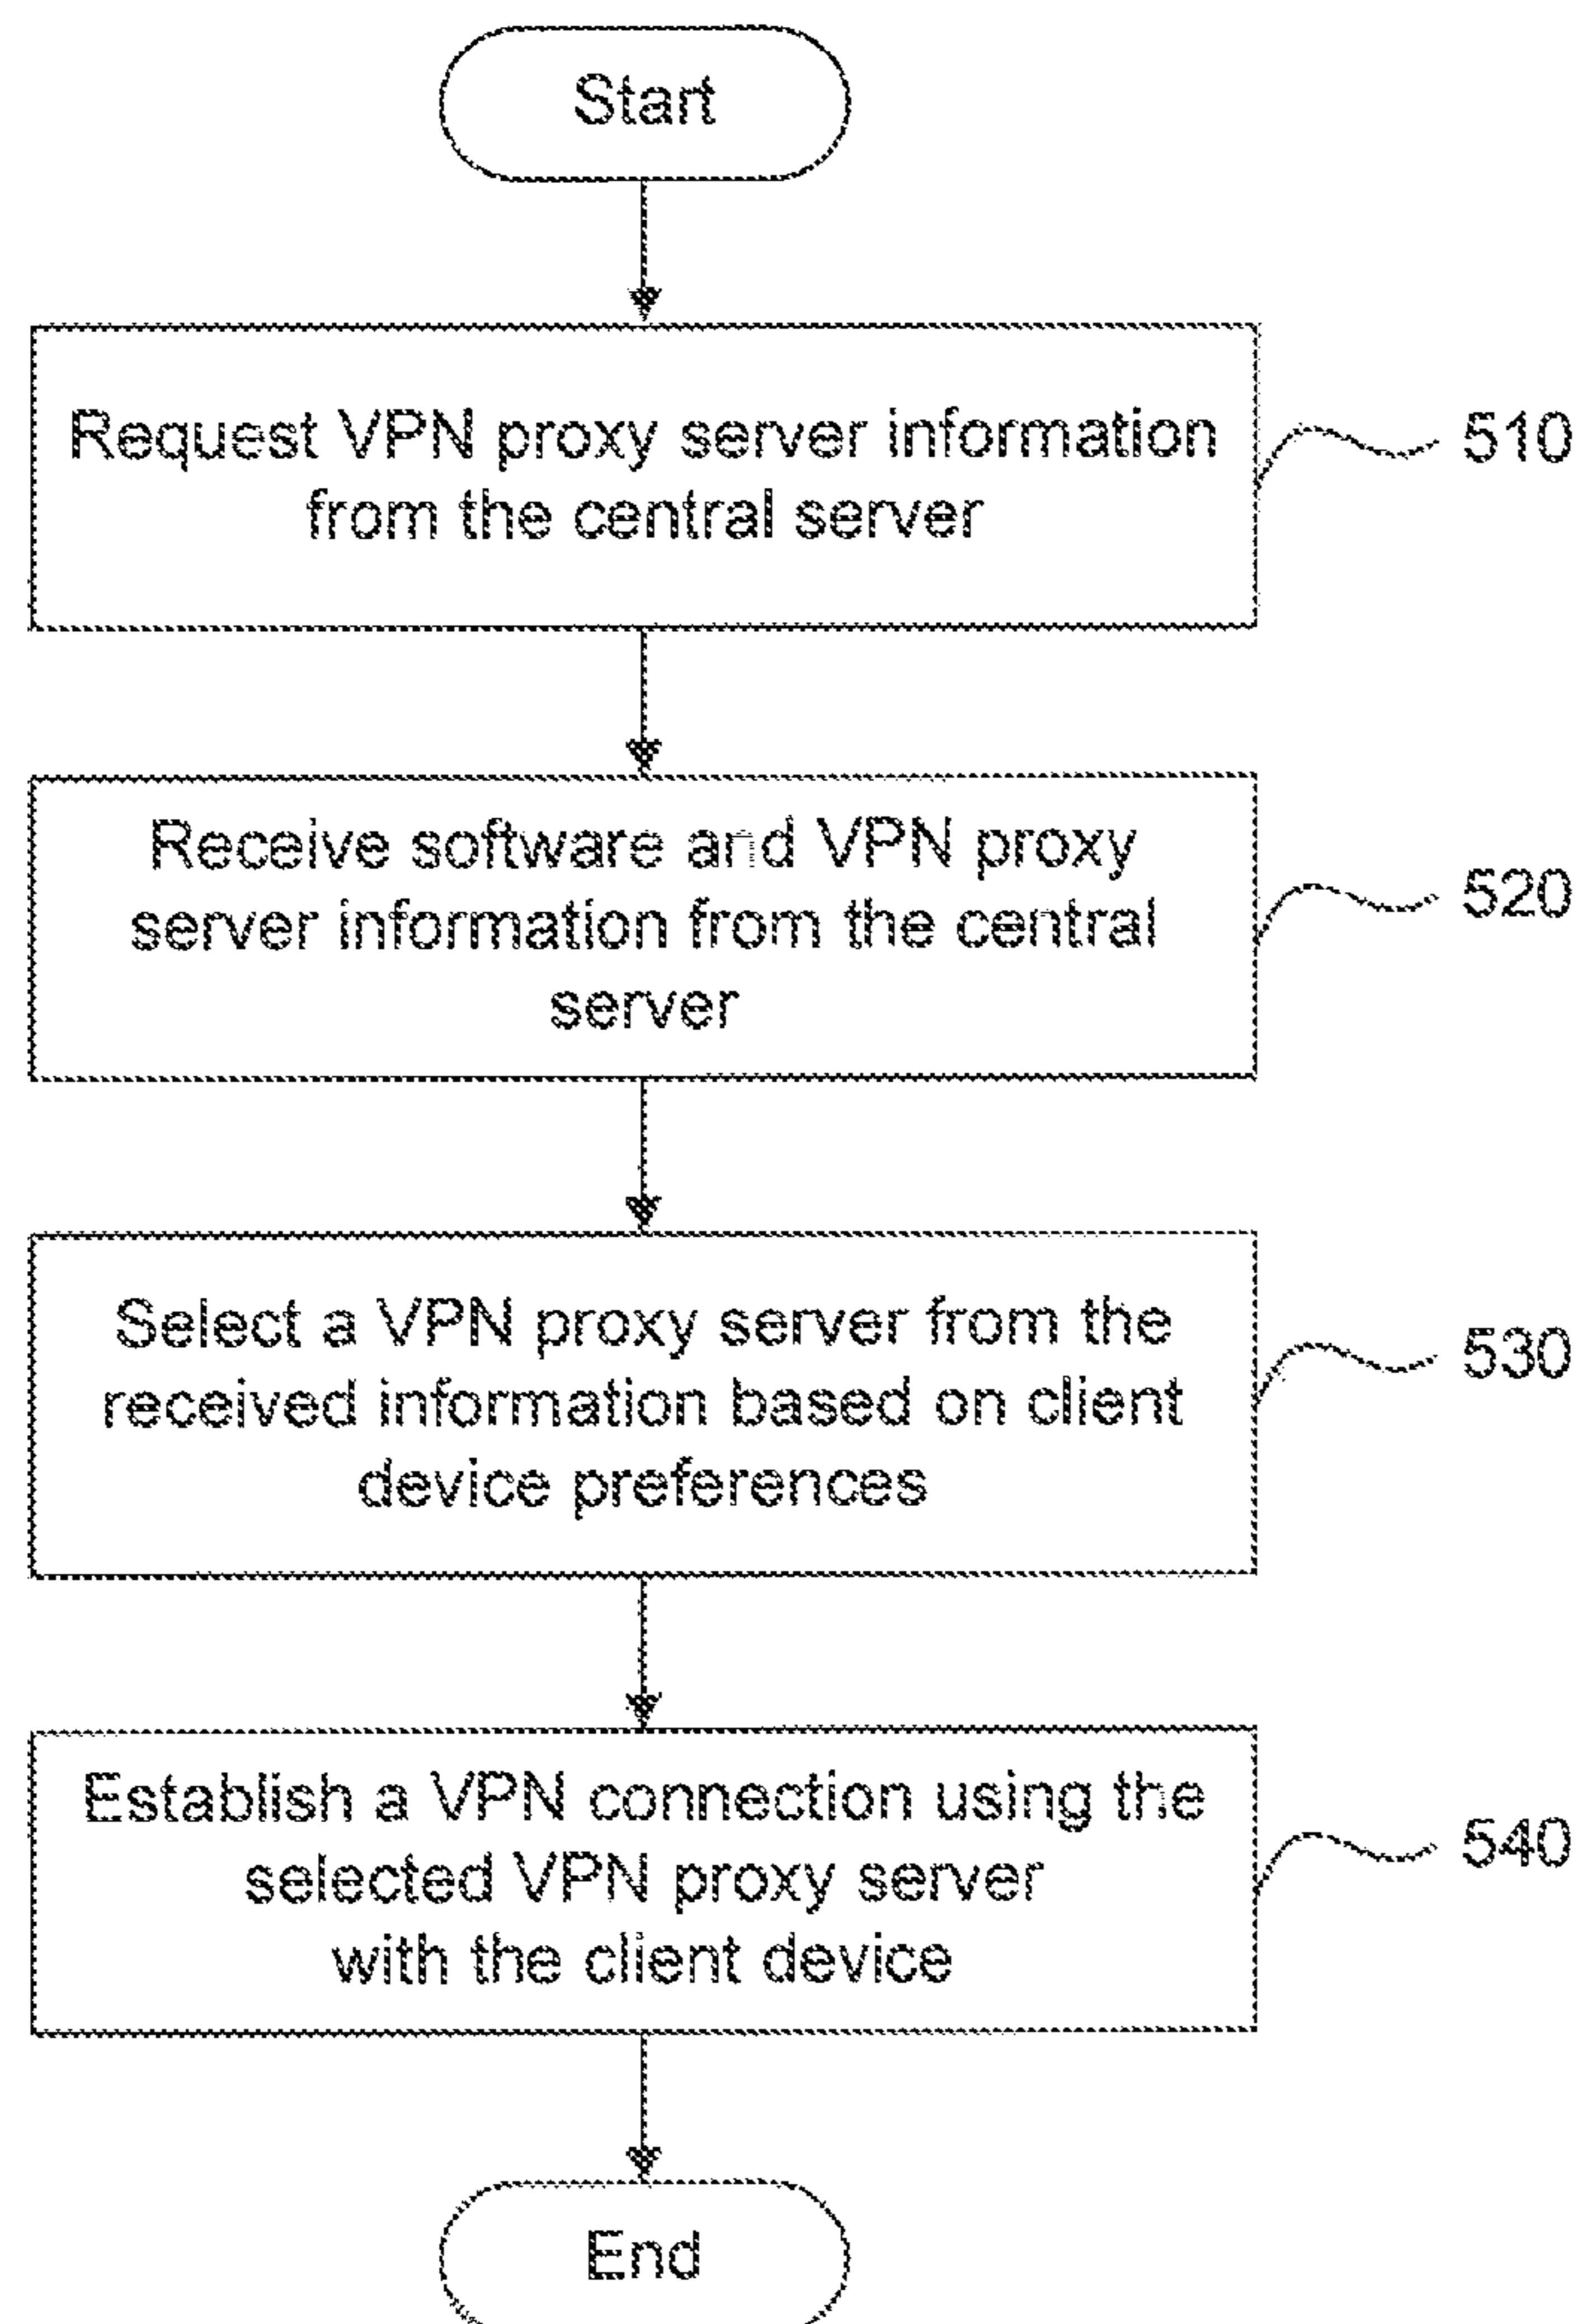 Start
Request VPN proxy server information
from the central server
510
Receive software and VPN proxy
server information from the central
server
520
Select a VPN proxy server from the
received information based on client
device preferences
530
Establish a VPN connection using the
selected VPN proxy server
with the client device
540
End